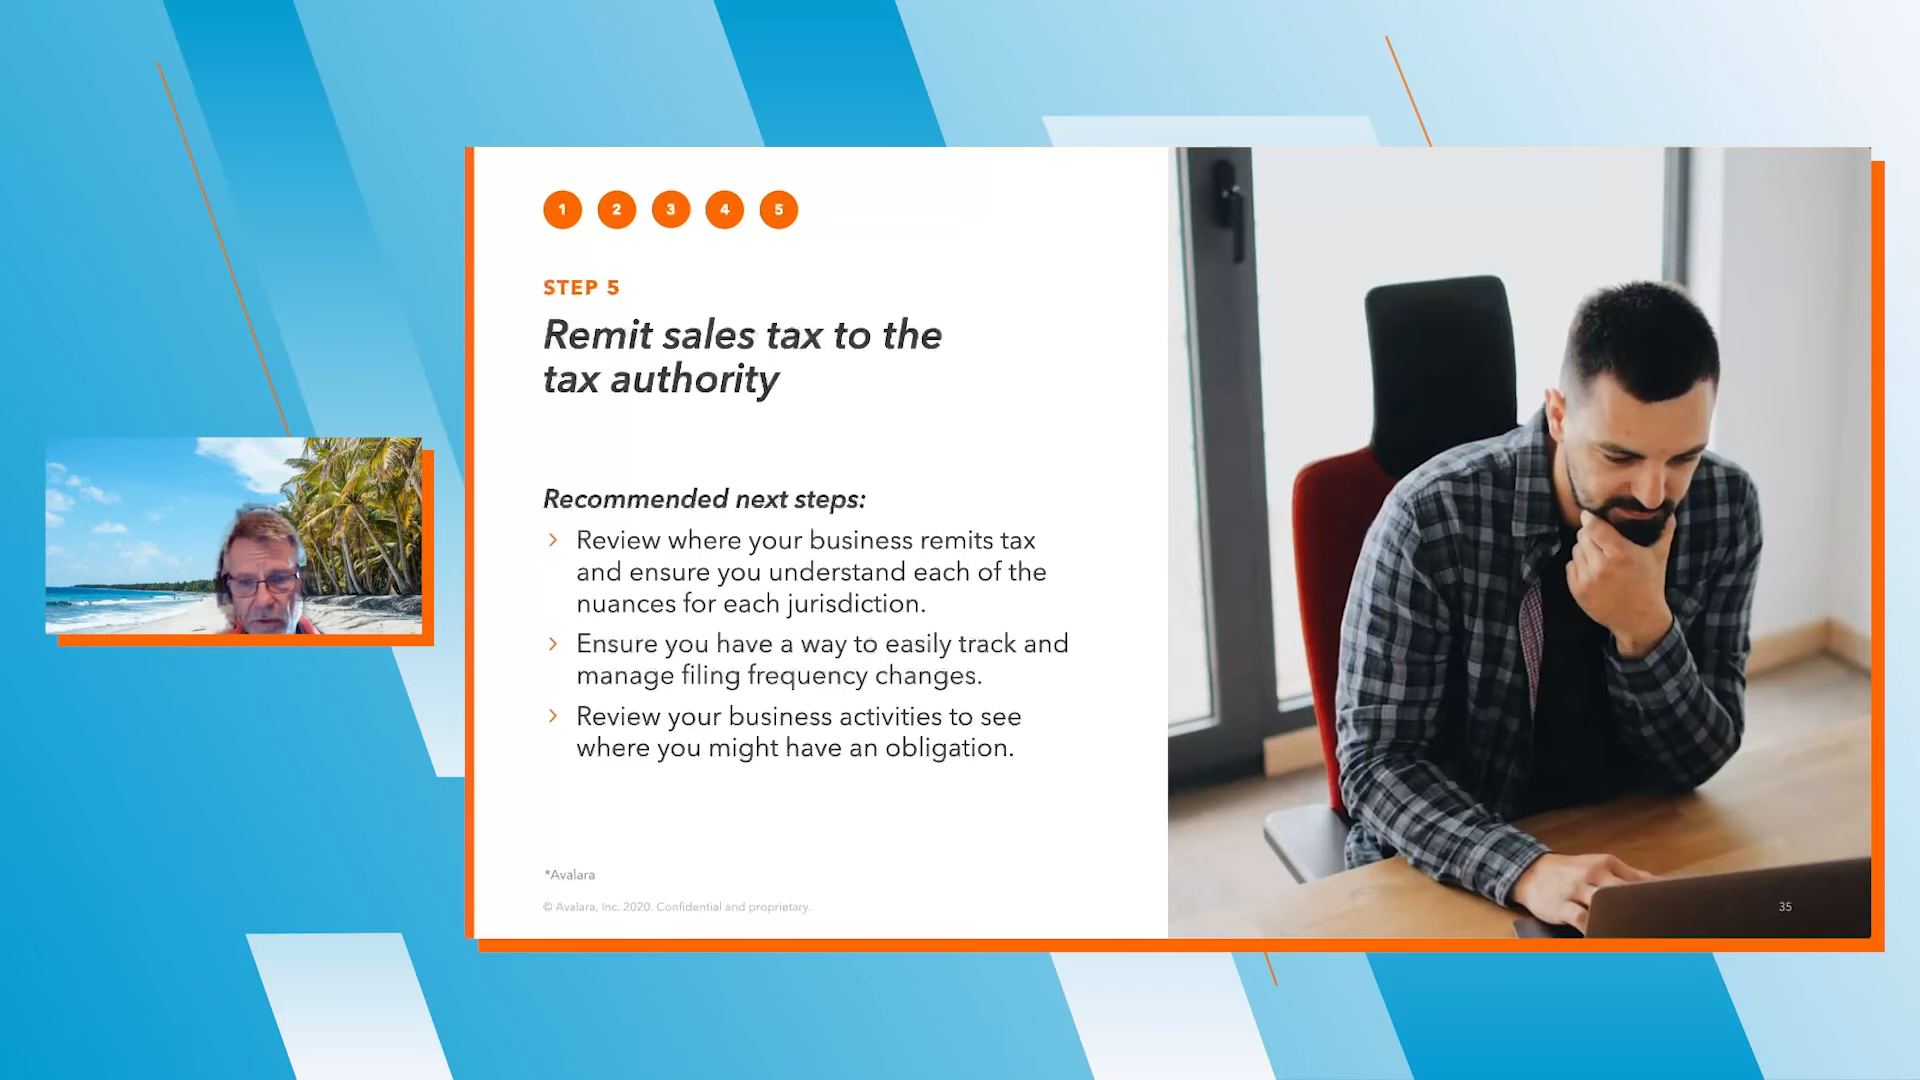 1 2 3 4 5
STEP 5
Remit sales tax to the
tax authority
Recommended next steps:
Review where your business remits tax
and ensure you understand each of the
nuances for each jurisdiction.
Ensure you have a way to easily track and
manage filing frequency changes.
Review your business activities to see
where you might have an obligation.
*Avalara
© Avalara, Inc. 2020. Confidential and proprietary.
35